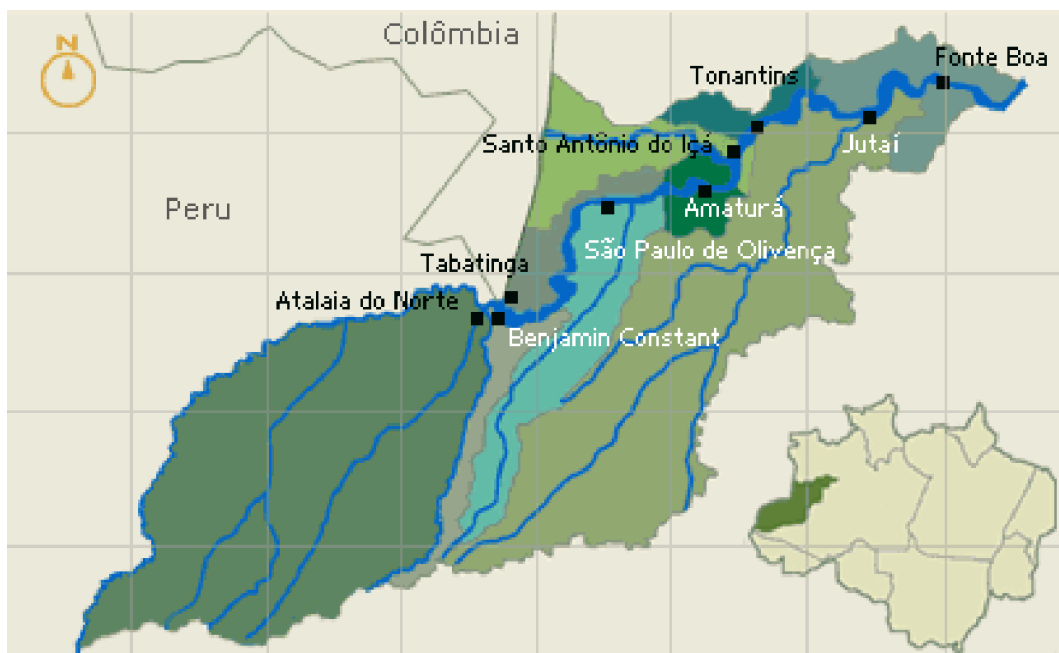 Colômbia
N
Fonte Boa
Tonantins
Santo Antônio do Içá
Jutaí
Peru
Amaturá
São Paulo de Olivença
Tabatinga
Atalaia do Norte
Benjamin Constant